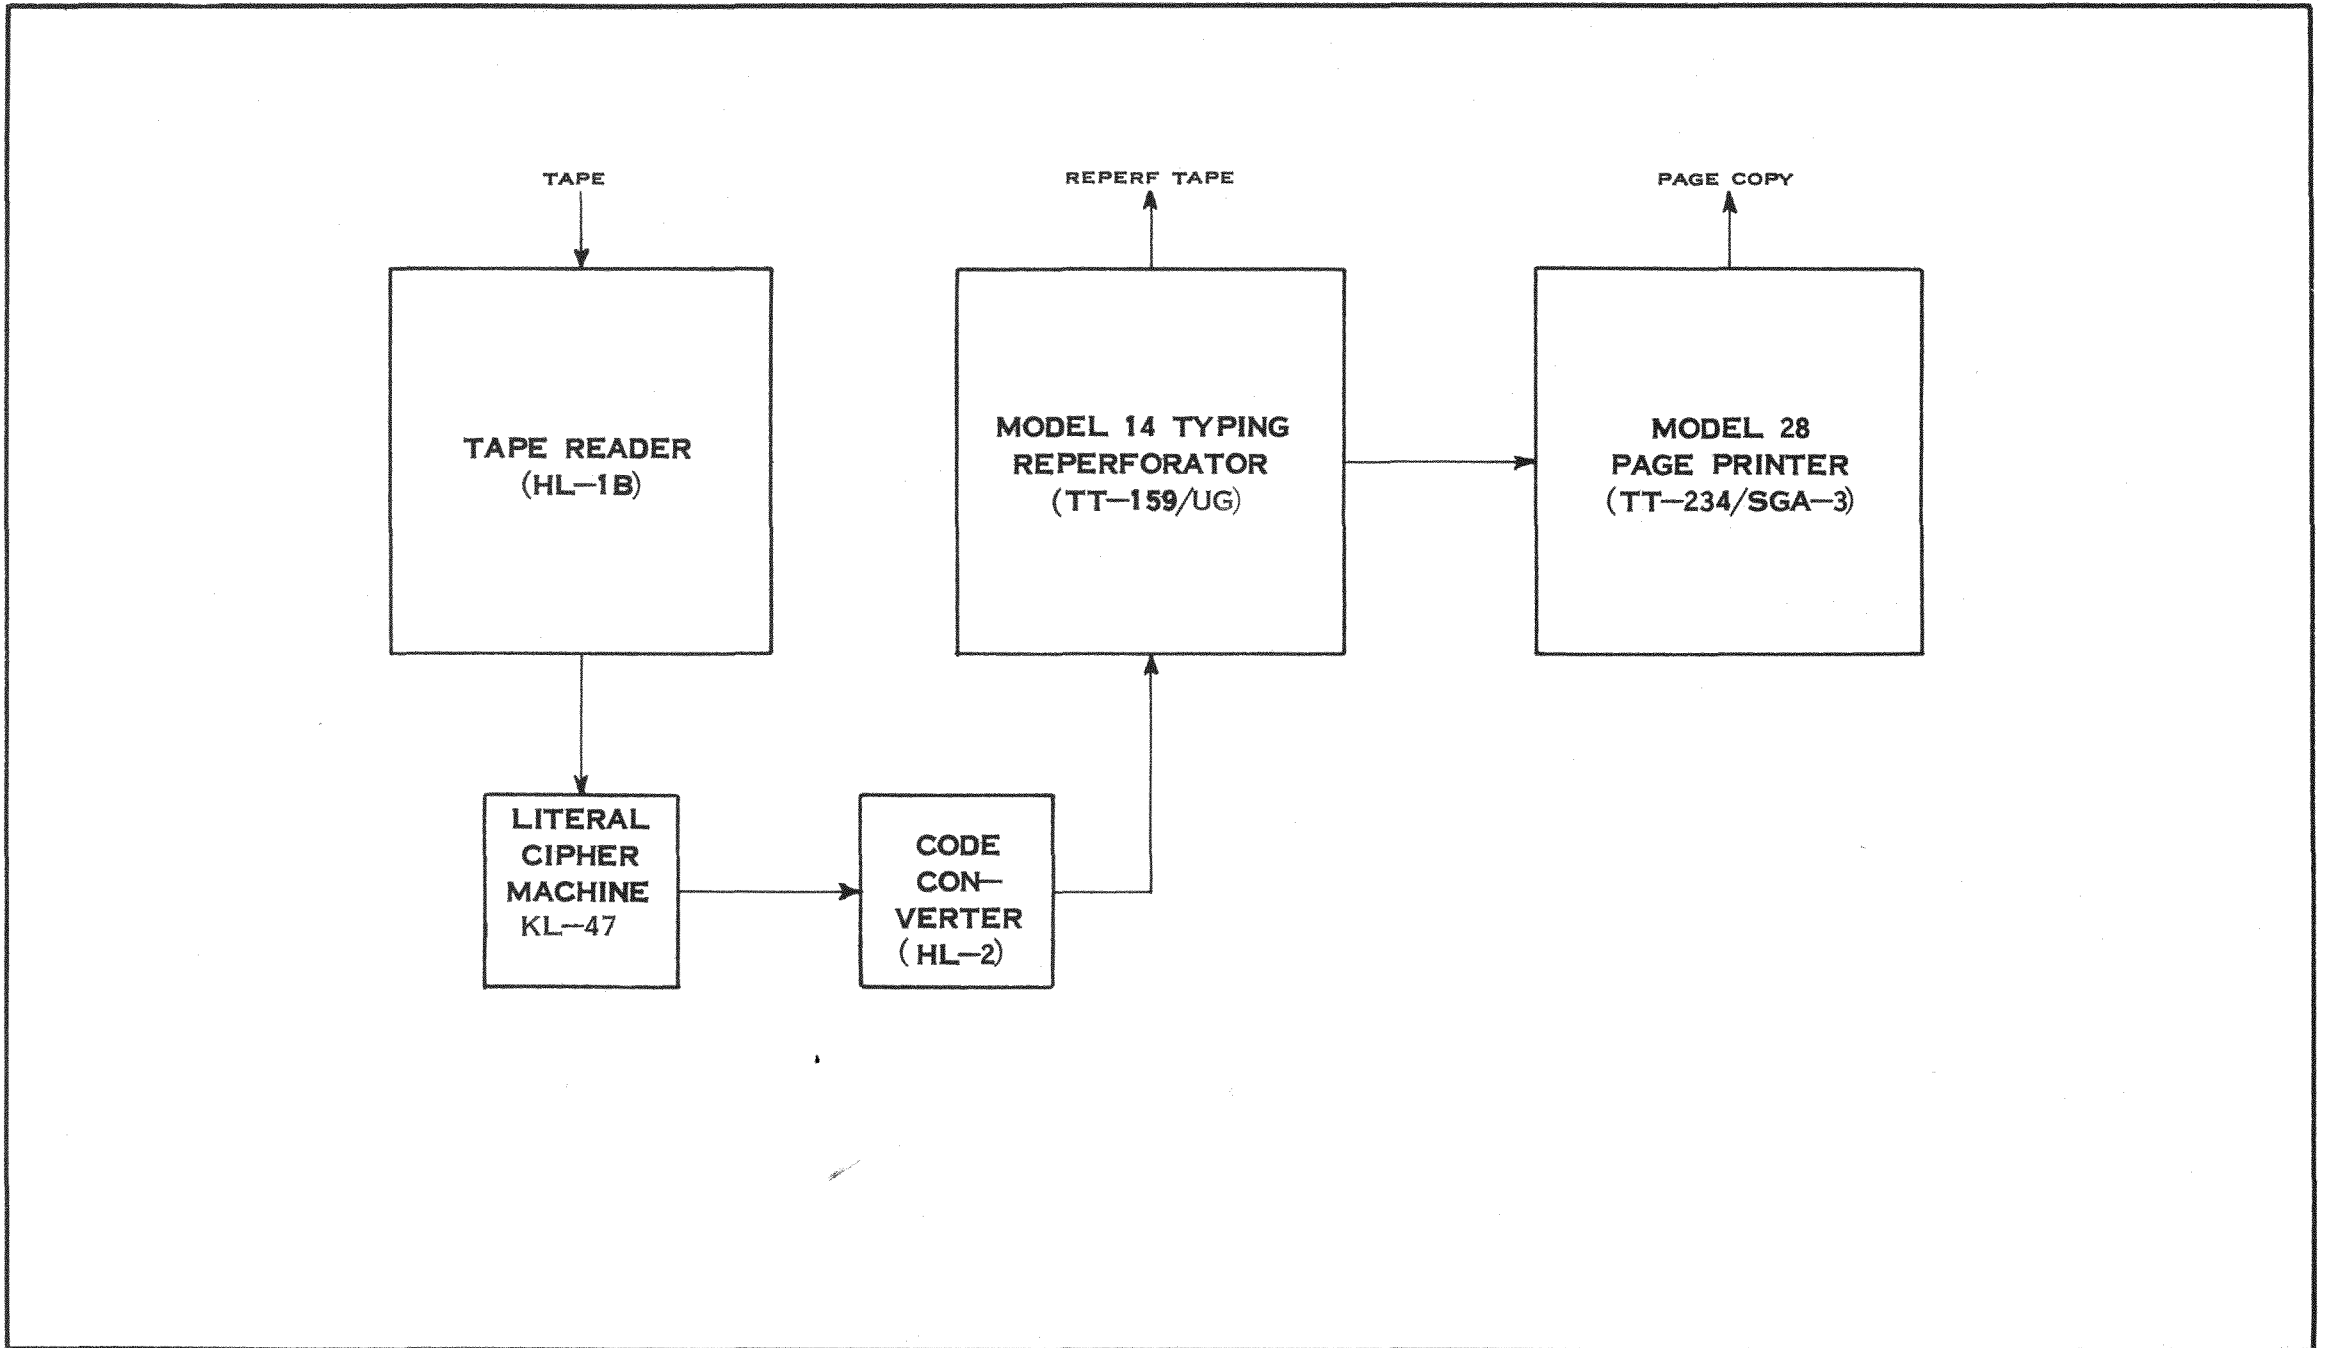 TAPE
REPERF TAPE
PAGE COPY
TAPE READER
(HL—1B)
MODEL 14 TYPING
REPERFORATOR
(TT—159/UG)
MODEL 28
PAGE PRINTER
(TT—234/SGA—3)
LITERAL
CIPHER
MACHINE
KL—47
CODE
CON—
VERTER
(HL—2)